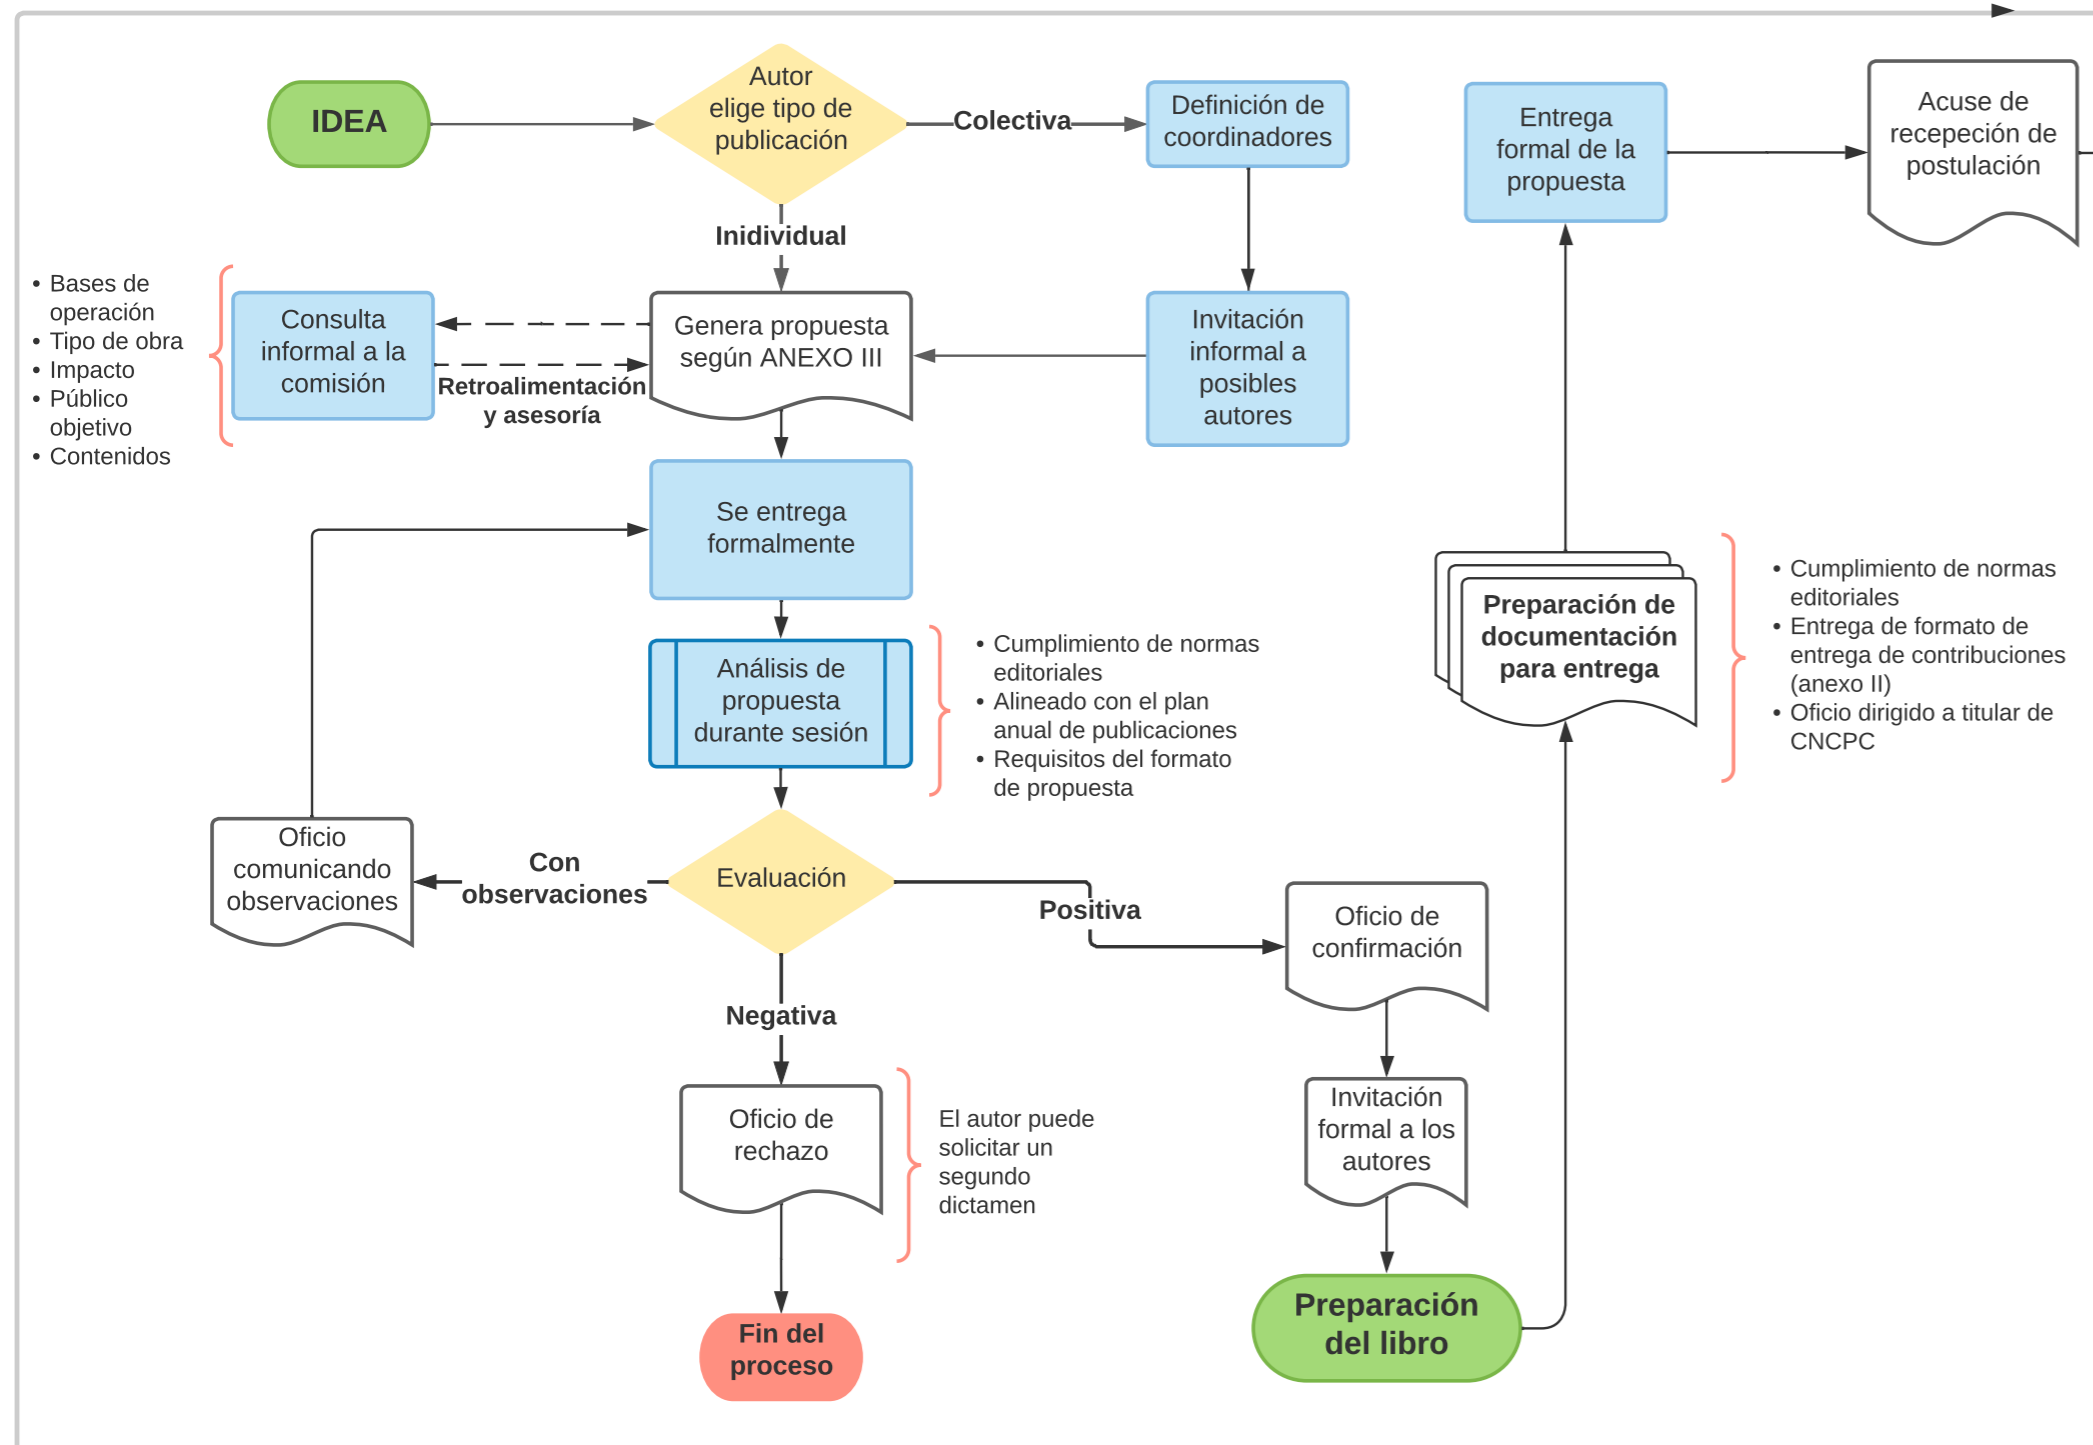 IDEA
Autor
elige tipo de
publicación
Colectiva
Definición de
coordinadores
Entrega
formal de la
propuesta
Acuse de
recepeción de
postulación
Inidividual
• Bases de
operación
• Tipo de obra
• Impacto
• Público
objetivo
• Contenidos
Consulta
informal a la
comisión
Retroalimentación
y asesoría
Genera propuesta
según ANEXO III
Invitación
informal a
posibles
autores
Se entrega
formalmente
Análisis de
propuesta
durante sesión
• Cumplimiento de normas
editoriales
• Alineado con el plan
anual de publicaciones
• Requisitos del formato
de propuesta
Preparación de
documentación
para entrega
• Cumplimiento de normas
editoriales
• Entrega de formato de
entrega de contribuciones
(anexo II)
• Oficio dirigido a titular de
CNCPC
Oficio
comunicando
observaciones
Con
observaciones
Evaluación
Positiva
Oficio de
confirmación
Negativa
Oficio de
rechazo
El autor puede
solicitar un
segundo
dictamen
Invitación
formal a los
autores
Fin del
proceso
Preparación
del libro